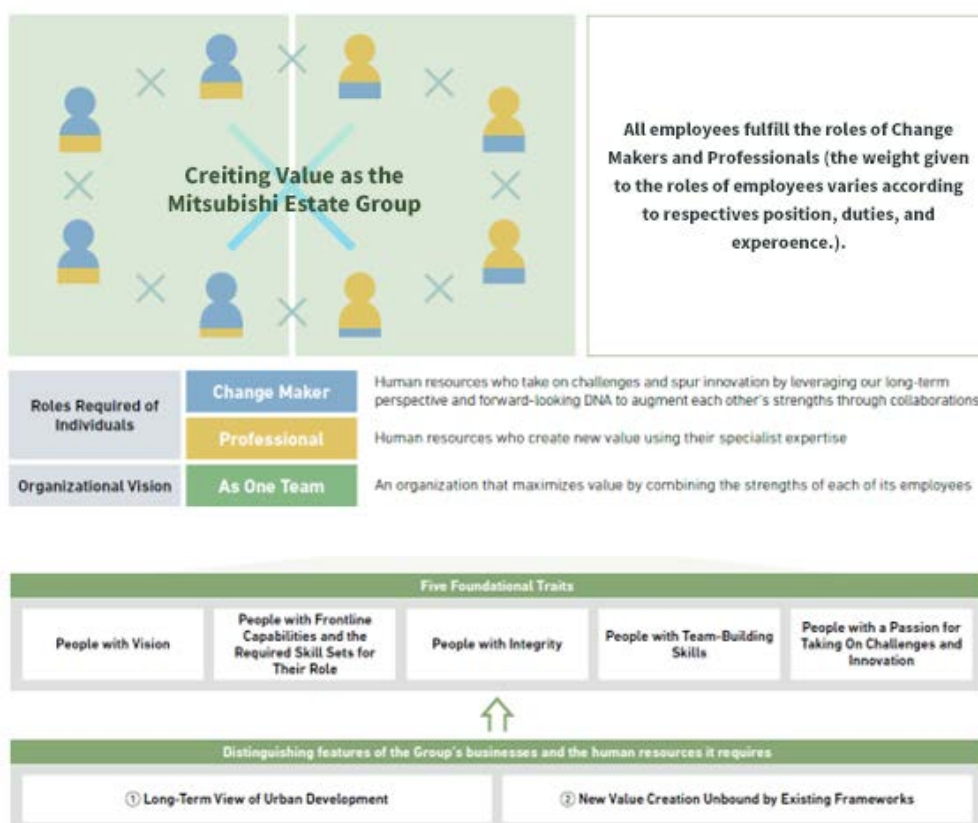 Creiting Value as the
Mitsubishi Estate Group
All employees fulfill the roles of Change
Makers and Professionals (the weight given
to the roles of employees varies according
to respectives position, duties, and
experoence.).
Roles Required of
Individuals
Change Maker
Human resources who take on challenges and spur innovation by leveraging our long-term
perspective and forward-looking DNA to augment each other's strengths through collaborations
Professional
Human resources who create new value using their specialist expertise
Organizational Vision
As One Team
An organization that maximizes value by combining the strengths of each of its employees
Five Foundational Traits
People with Vision
People with Frontline
Capabilities and the
Required Skill Sets for
Their Role
People with Integrity
People with Team-Building
Skills
People with a Passion for
Taking On Challenges and
Innovation
Distinguishing features of the Group's businesses and the human resources it requires
① Long-Term View of Urban Development
② New Value Creation Unbound by Existing Frameworks